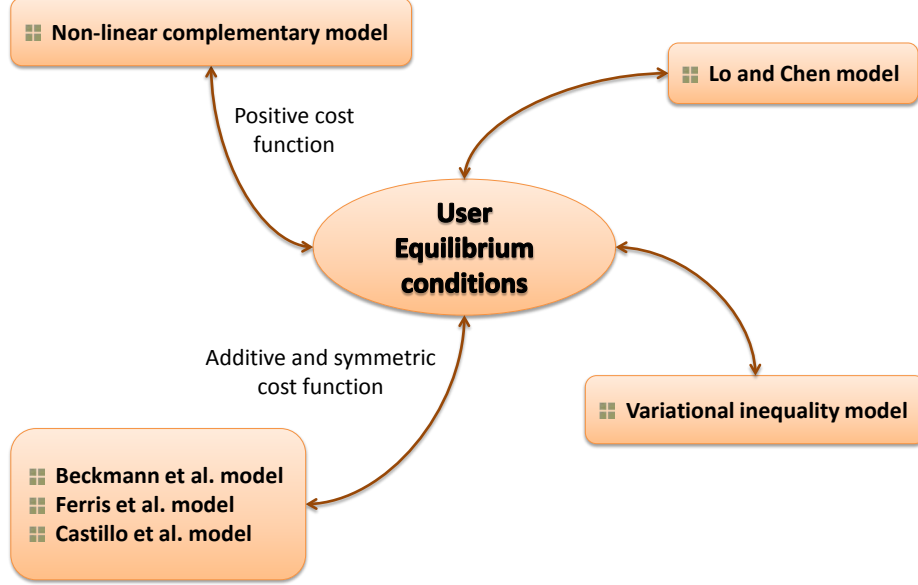 Non-linear complementary model
Lo and Chen model
Positive cost
function
User
Equilibrium
conditions
Additive and symmetric
cost function
Variational inequality model
Beckmann et al. model
Ferris et al. model
Castillo et al. model